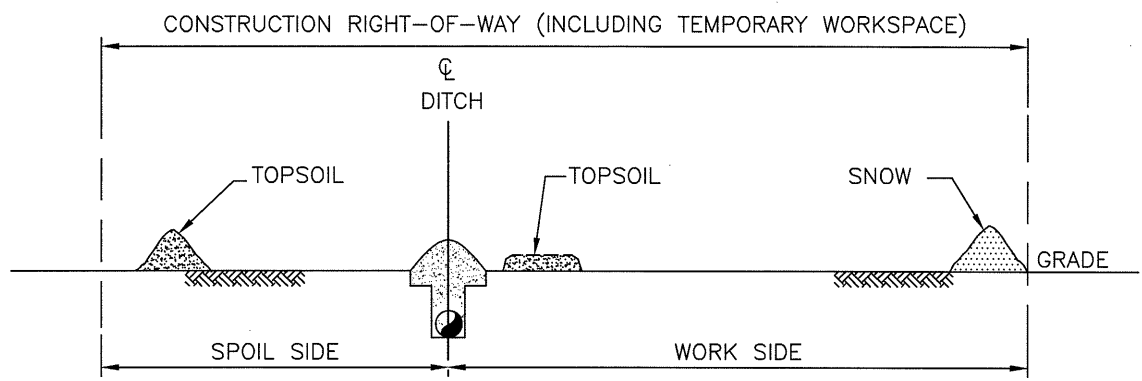 CONSTRUCTION RIGHT-OF-WAY (INCLUDING TEMPORARY WORKSPACE)
℄
DITCH
TOPSOIL
TOPSOIL
SNOW
GRADE
SPOIL SIDE
WORK SIDE